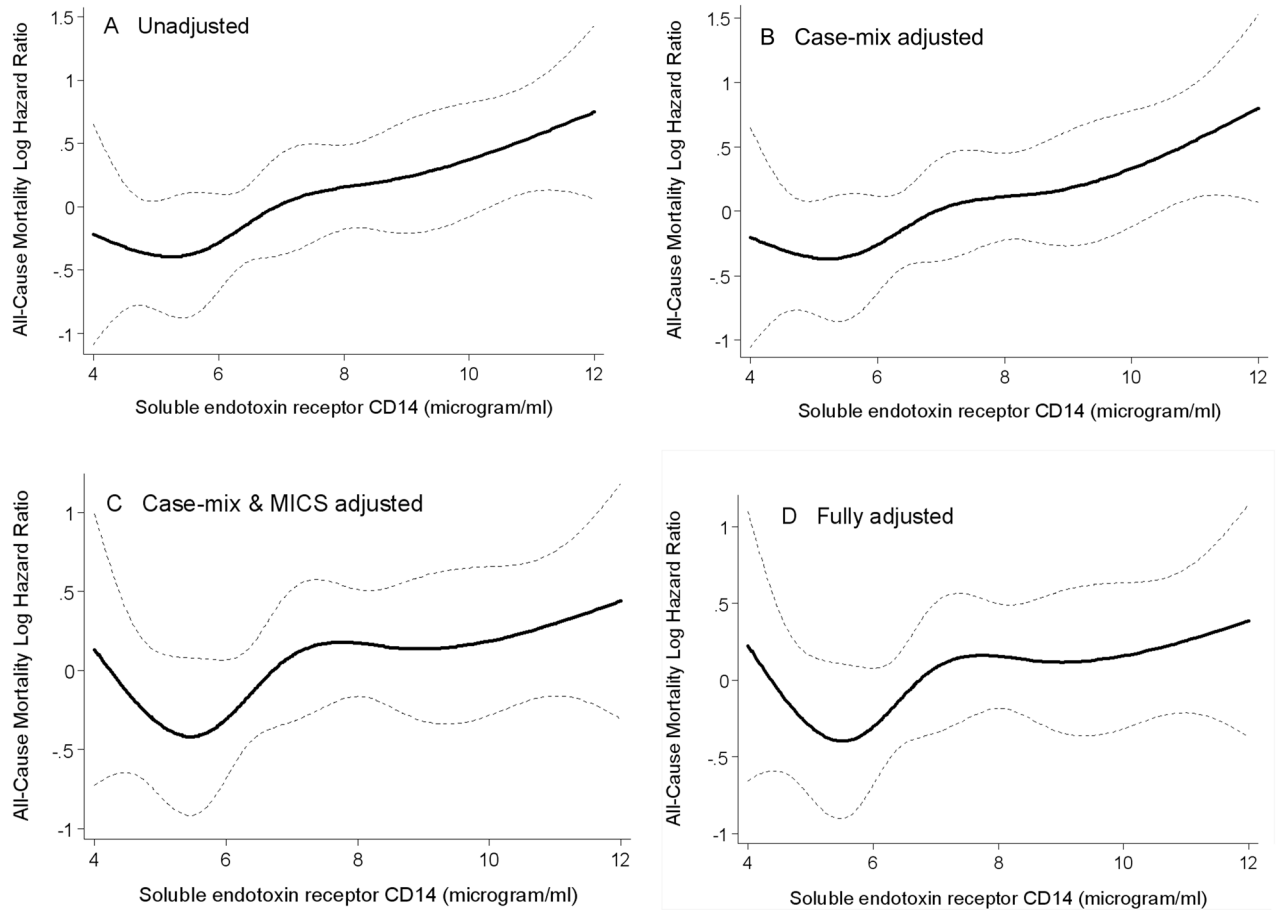 A Unadjusted
All-Cause Mortality Log Hazard Ratio
1.5
1
.5
0
-.5
-1
4 6 8 10 12
Soluble endotoxin receptor CD14 (microgram/ml)
B Case-mix adjusted
All-Cause Mortality Log Hazard Ratio
1.5
1
.5
0
-.5
-1
4 6 8 10 12
Soluble endotoxin receptor CD14 (microgram/ml)
C Case-mix & MICS adjusted
All-Cause Mortality Log Hazard Ratio
1
.5
0
-.5
-1
4 6 8 10 12
Soluble endotoxin receptor CD14 (microgram/ml)
D Fully adjusted
All-Cause Mortality Log Hazard Ratio
1
.5
0
-.5
-1
4 6 8 10 12
Soluble endotoxin receptor CD14 (microgram/ml)